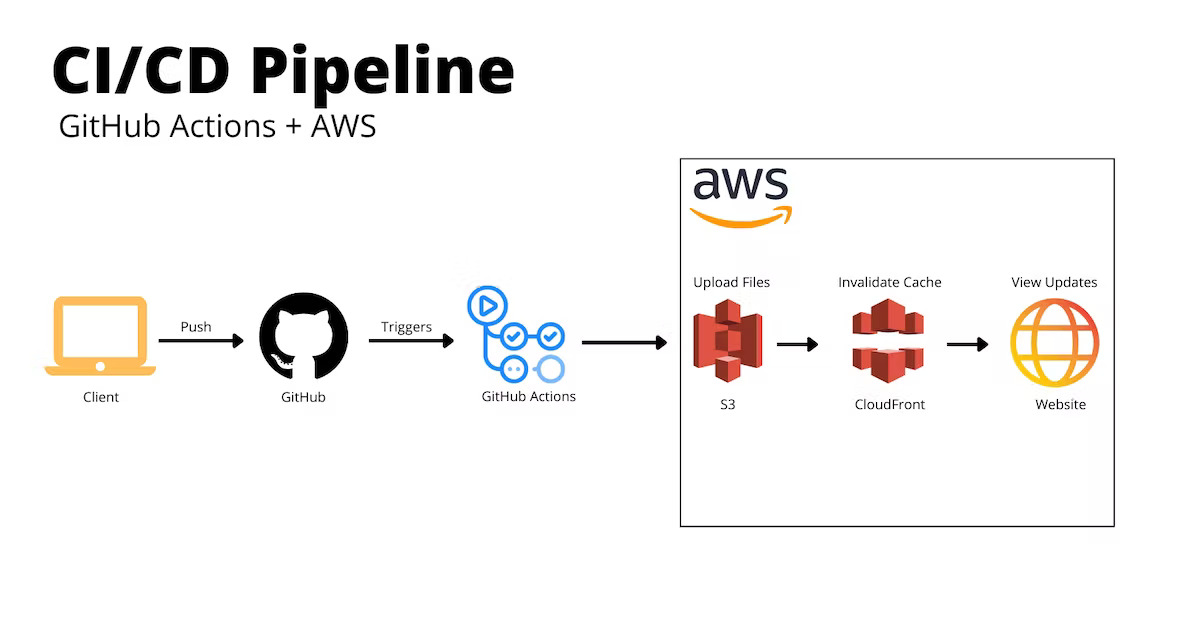 CI/CD Pipeline
GitHub Actions + AWS
aws
Upload Files
Invalidate Cache
View Updates
Push
Triggers
Client
GitHub
GitHub Actions
S3
CloudFront
Website